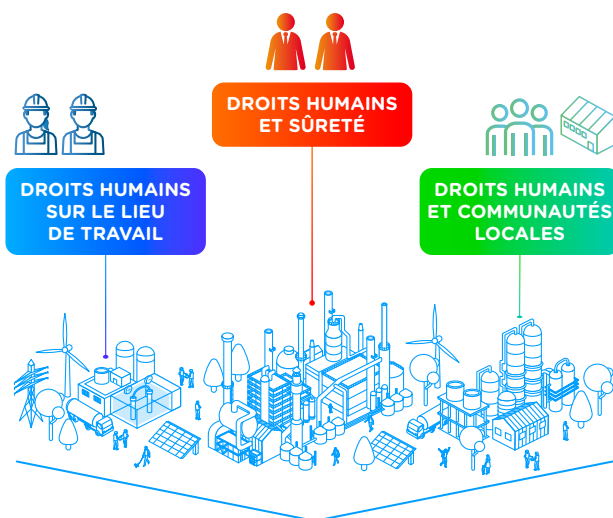 DROITS HUMAINS
ET SÛRETÉ
DROITS HUMAINS
SUR LE LIEU
DE TRAVAIL
DROITS HUMAINS
ET COMMUNAUTÉS
LOCALES